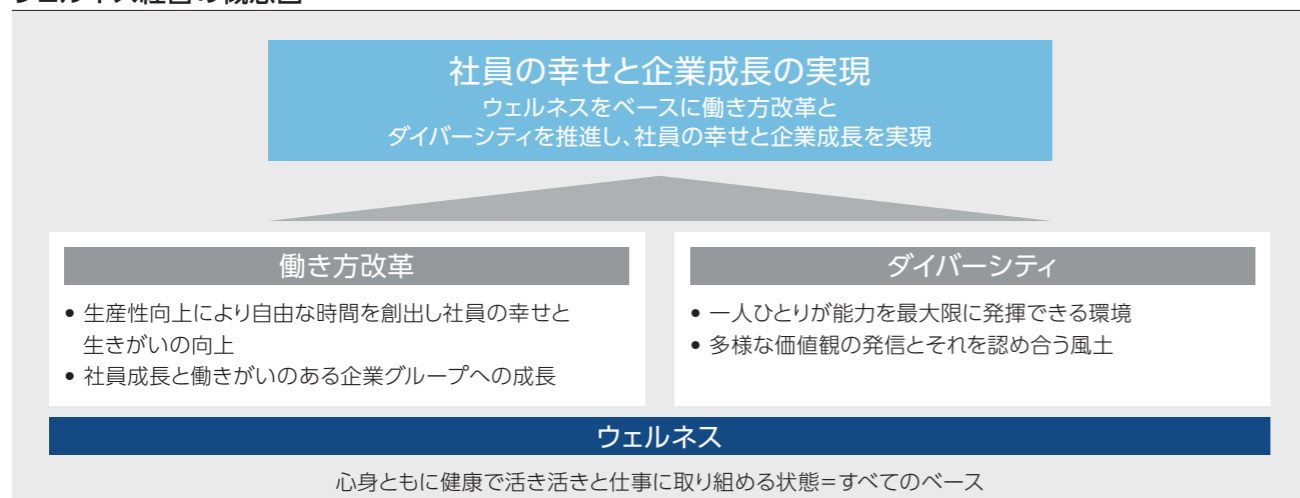 社員の幸せと企業成長の実現
ウェルネスをベースに働き方改革と
ダイバーシティを推進し、社員の幸せと企業成長を実現
働き方改革
• 生産性向上により自由な時間を創出し社員の幸せと
生きがいの向上
• 社員成長と働きがいのある企業グループへの成長
ダイバーシティ
• 一人ひとりが能力を最大限に発揮できる環境
• 多様な価値観の発信とそれを認め合う風土
ウェルネス
心身ともに健康で活き活きと仕事に取り組める状態=すべてのベース